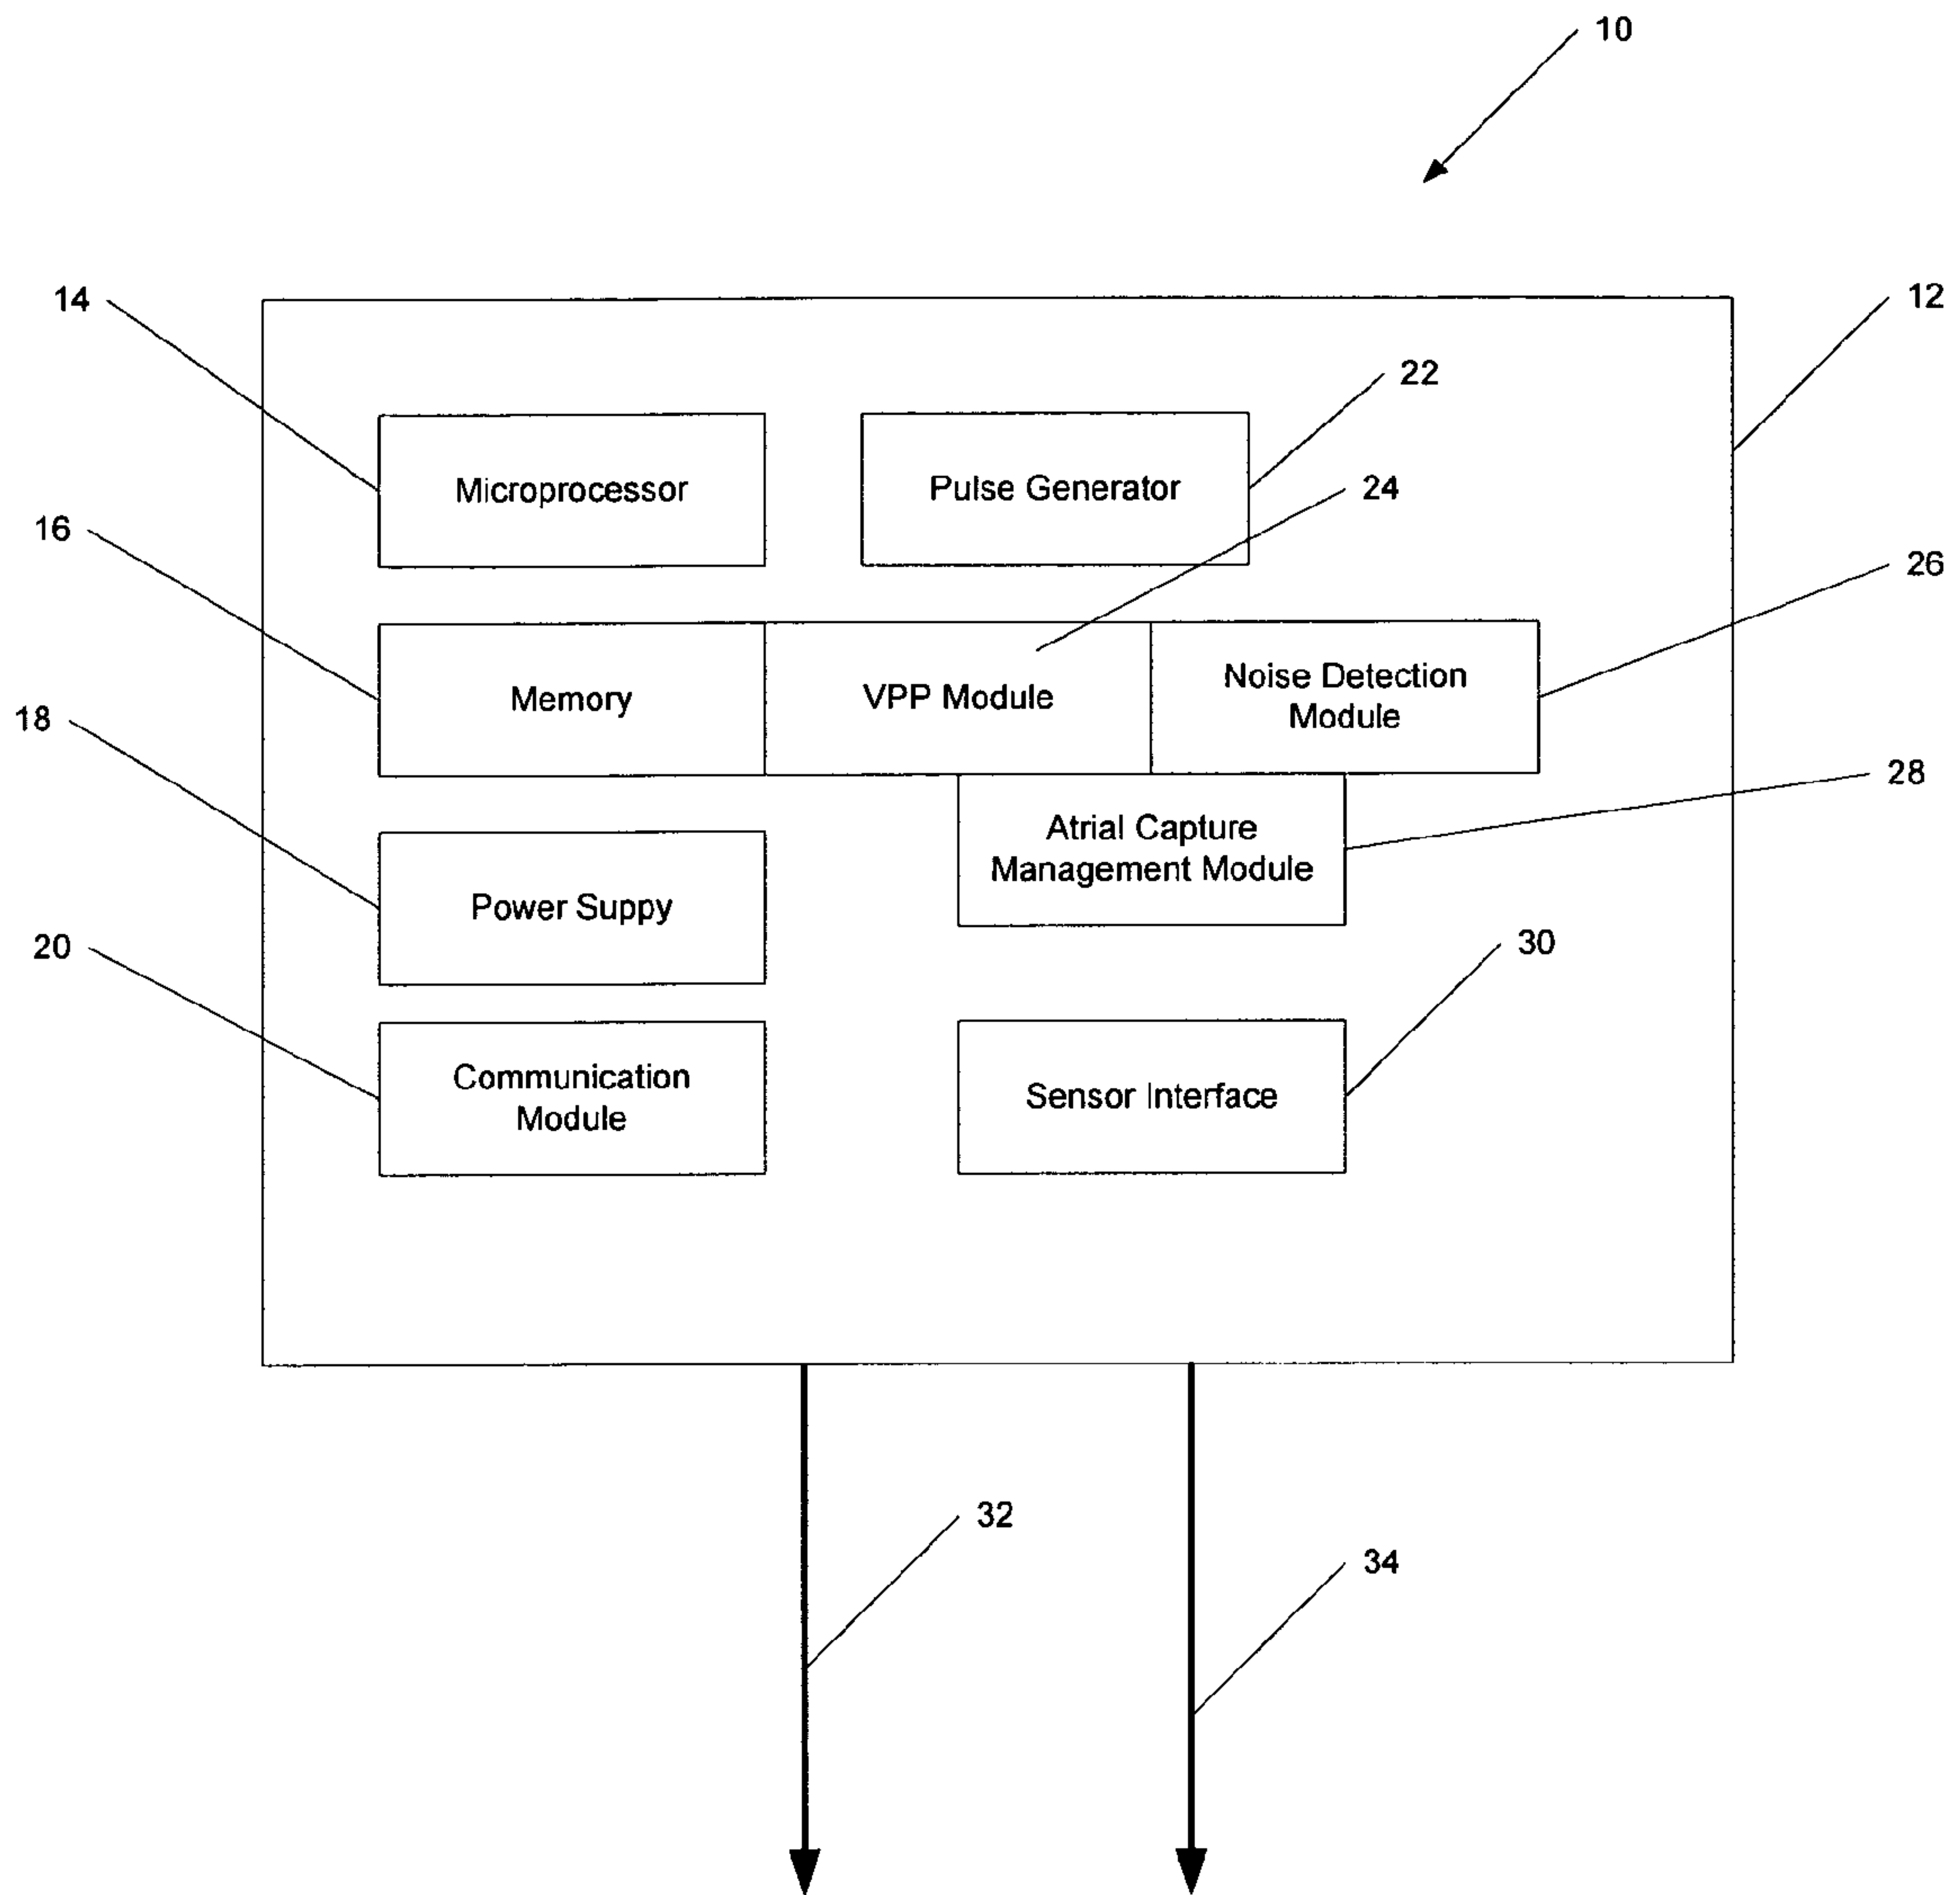 10
14
12
22
Microprocessor
Pulse Generator
24
16
26
Memory
VPP Module
Noise Detection
Module
18
28
Atrial Capture
Management Module
Power Suppy
20
30
Communication
Module
Sensor Interface
32
34